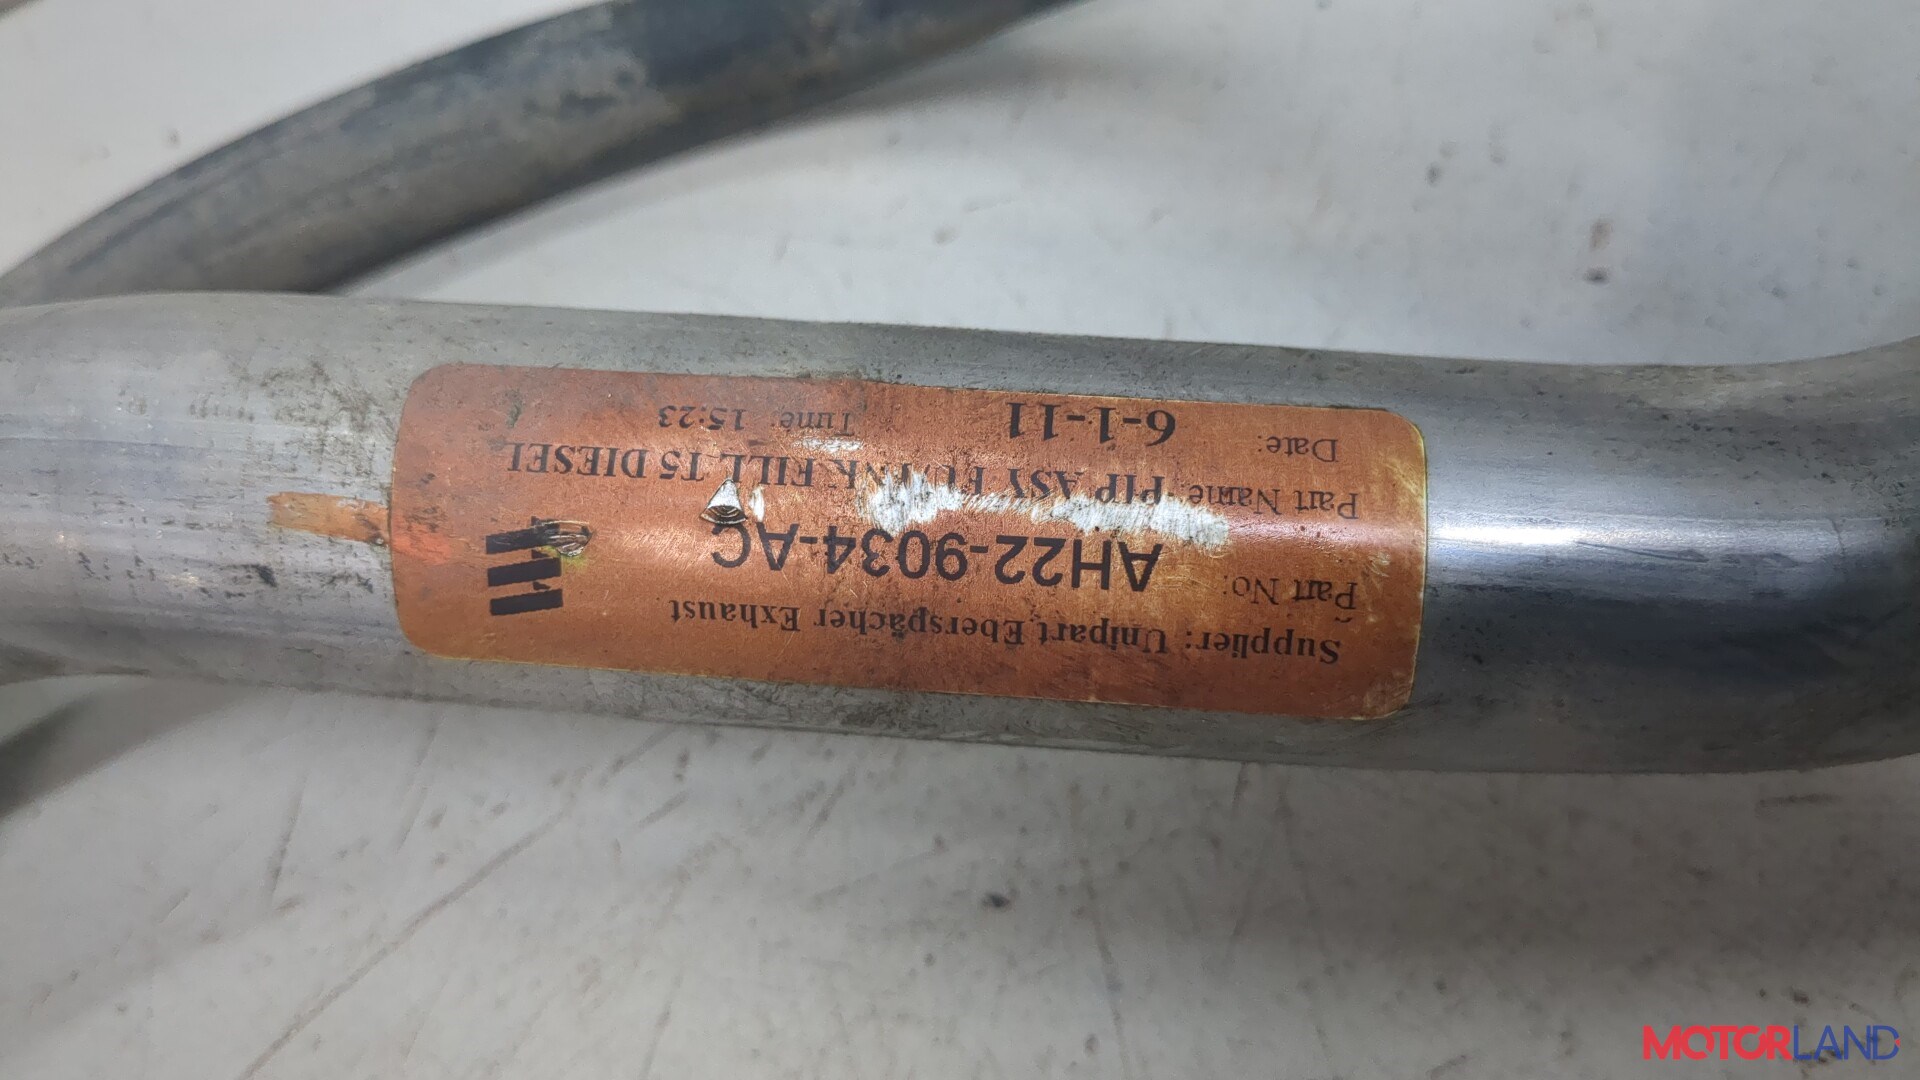 Supplier: Unipart Eberspächer Exhaust
Part No: AH22-9034-AC
Part Name: PIP ASY FILL T5 DIESEL
Date: 6-1-11 Time: 15:23
MOTORLAND